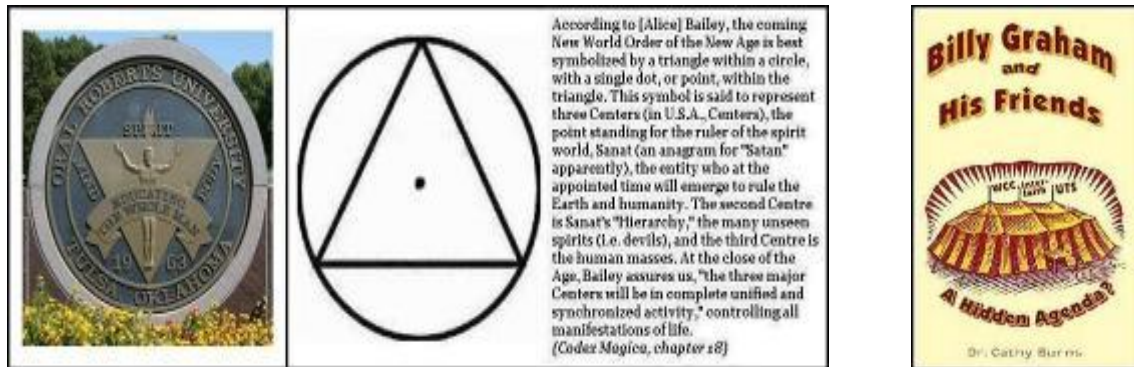 ORAL ROBERTS UNIVERSITY
SPIRIT
EDUCATING
THE WHOLE MAN
1963
TULSA OKLAHOMA
According to [Alice] Bailey, the coming
New World Order of the New Age is best
symbolized by a triangle within a circle,
with a single dot, or point, within the
triangle. This symbol is said to represent
three Centers (in U.S.A., Centers), the
point standing for the ruler of the spirit
world, Sanat (an anagram for "Satan"
apparently), the entity who at the
appointed time will emerge to rule the
Earth and humanity. The second Centre
is Sanat's "Hierarchy," the many unseen
spirits (i.e. devils), and the third Centre is
the human masses. At the close of the
Age, Bailey assures us, "the three major
Centers will be in complete unified and
synchronized activity," controlling all
manifestations of life.
(Codex Magica, chapter 18)
Billy Graham
and
His Friends
WCC Inter-
faith UTS
A Hidden Agenda?
Dr. Cathy Burns